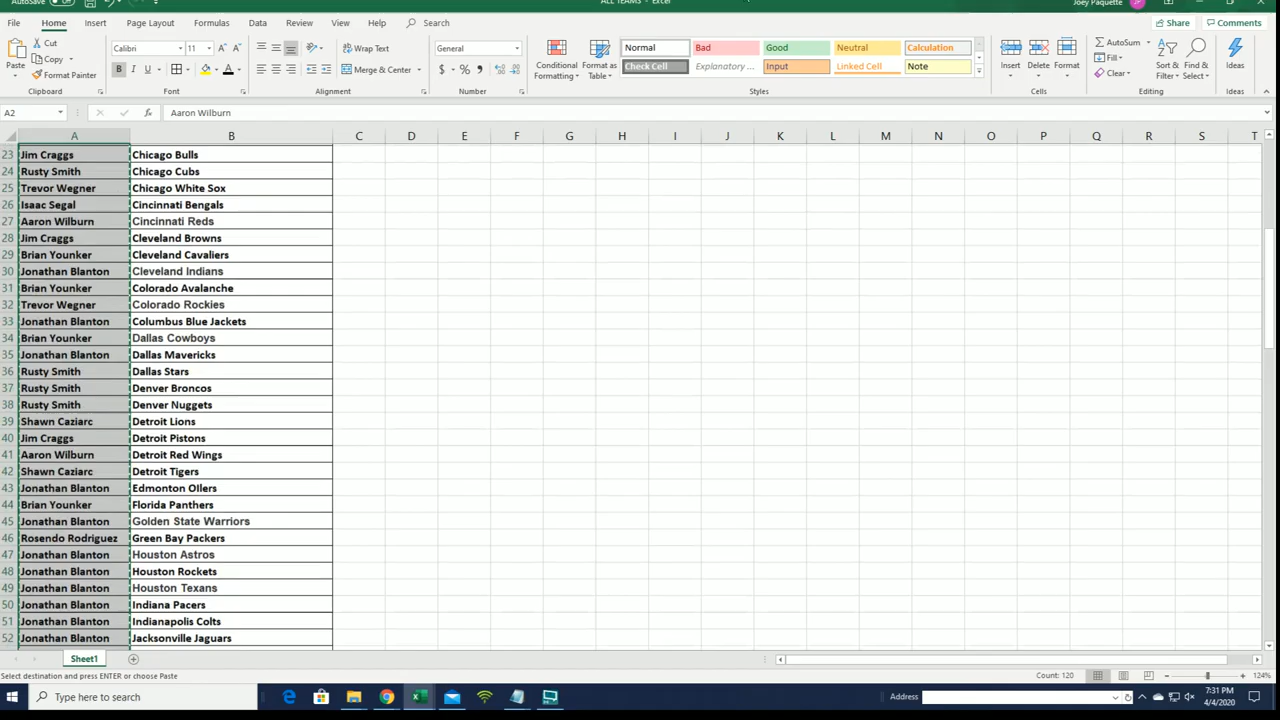 AutoSave Off ALL TEAMS - Excel Joey Paquette
File Home Insert Page Layout Formulas Data Review View Help Search Share Comments
Paste Cut Copy Format Painter Clipboard
Calibri 11 B I U A A Font
Wrap Text Merge & Center Alignment
General $ % Number
Conditional Formatting Format as Table
Normal Bad Good Neutral Calculation
Check Cell Explanatory ... Input Linked Cell Note
Styles
Insert Delete Format Cells
AutoSum Fill Clear Sort & Filter Find & Select Editing
Ideas Ideas
A2 fx Aaron Wilburn
A B C D E F G H I J K L M N O P Q R S T
23 Jim Craggs Chicago Bulls
24 Rusty Smith Chicago Cubs
25 Trevor Wegner Chicago White Sox
26 Isaac Segal Cincinnati Bengals
27 Aaron Wilburn Cincinnati Reds
28 Jim Craggs Cleveland Browns
29 Brian Younker Cleveland Cavaliers
30 Jonathan Blanton Cleveland Indians
31 Brian Younker Colorado Avalanche
32 Trevor Wegner Colorado Rockies
33 Jonathan Blanton Columbus Blue Jackets
34 Brian Younker Dallas Cowboys
35 Jonathan Blanton Dallas Mavericks
36 Rusty Smith Dallas Stars
37 Rusty Smith Denver Broncos
38 Rusty Smith Denver Nuggets
39 Shawn Caziarc Detroit Lions
40 Jim Craggs Detroit Pistons
41 Aaron Wilburn Detroit Red Wings
42 Shawn Caziarc Detroit Tigers
43 Jonathan Blanton Edmonton OIlers
44 Brian Younker Florida Panthers
45 Jonathan Blanton Golden State Warriors
46 Rosendo Rodriguez Green Bay Packers
47 Jonathan Blanton Houston Astros
48 Jonathan Blanton Houston Rockets
49 Jonathan Blanton Houston Texans
50 Jonathan Blanton Indiana Pacers
51 Jonathan Blanton Indianapolis Colts
52 Jonathan Blanton Jacksonville Jaguars
Sheet1
Select destination and press ENTER or choose Paste Count: 120 124%
Type here to search Address 7:31 PM
4/4/2020